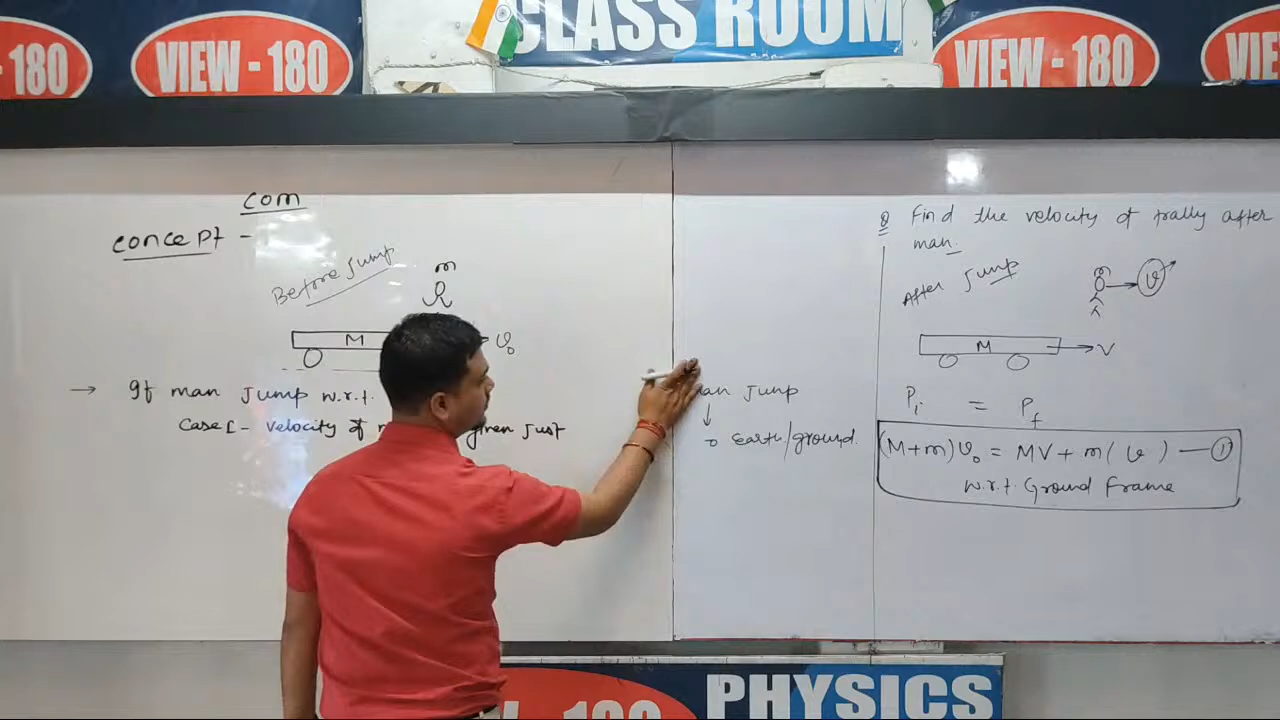 CLASS ROOM
- 180
VIEW - 180
VIEW - 180
VIE
COM
Concept -
Before Jump
m
M
v₀
→ If man Jump w.r.t.
Case I - velocity of given just
man Jump
↓
Earth/ground.
Q Find the velocity of trally after
man.
After Jump
m
v
M → V
Pi = Pf
(M+m)v₀ = MV + m( v ) — ①
w.r.t. Ground Frame
PHYSICS